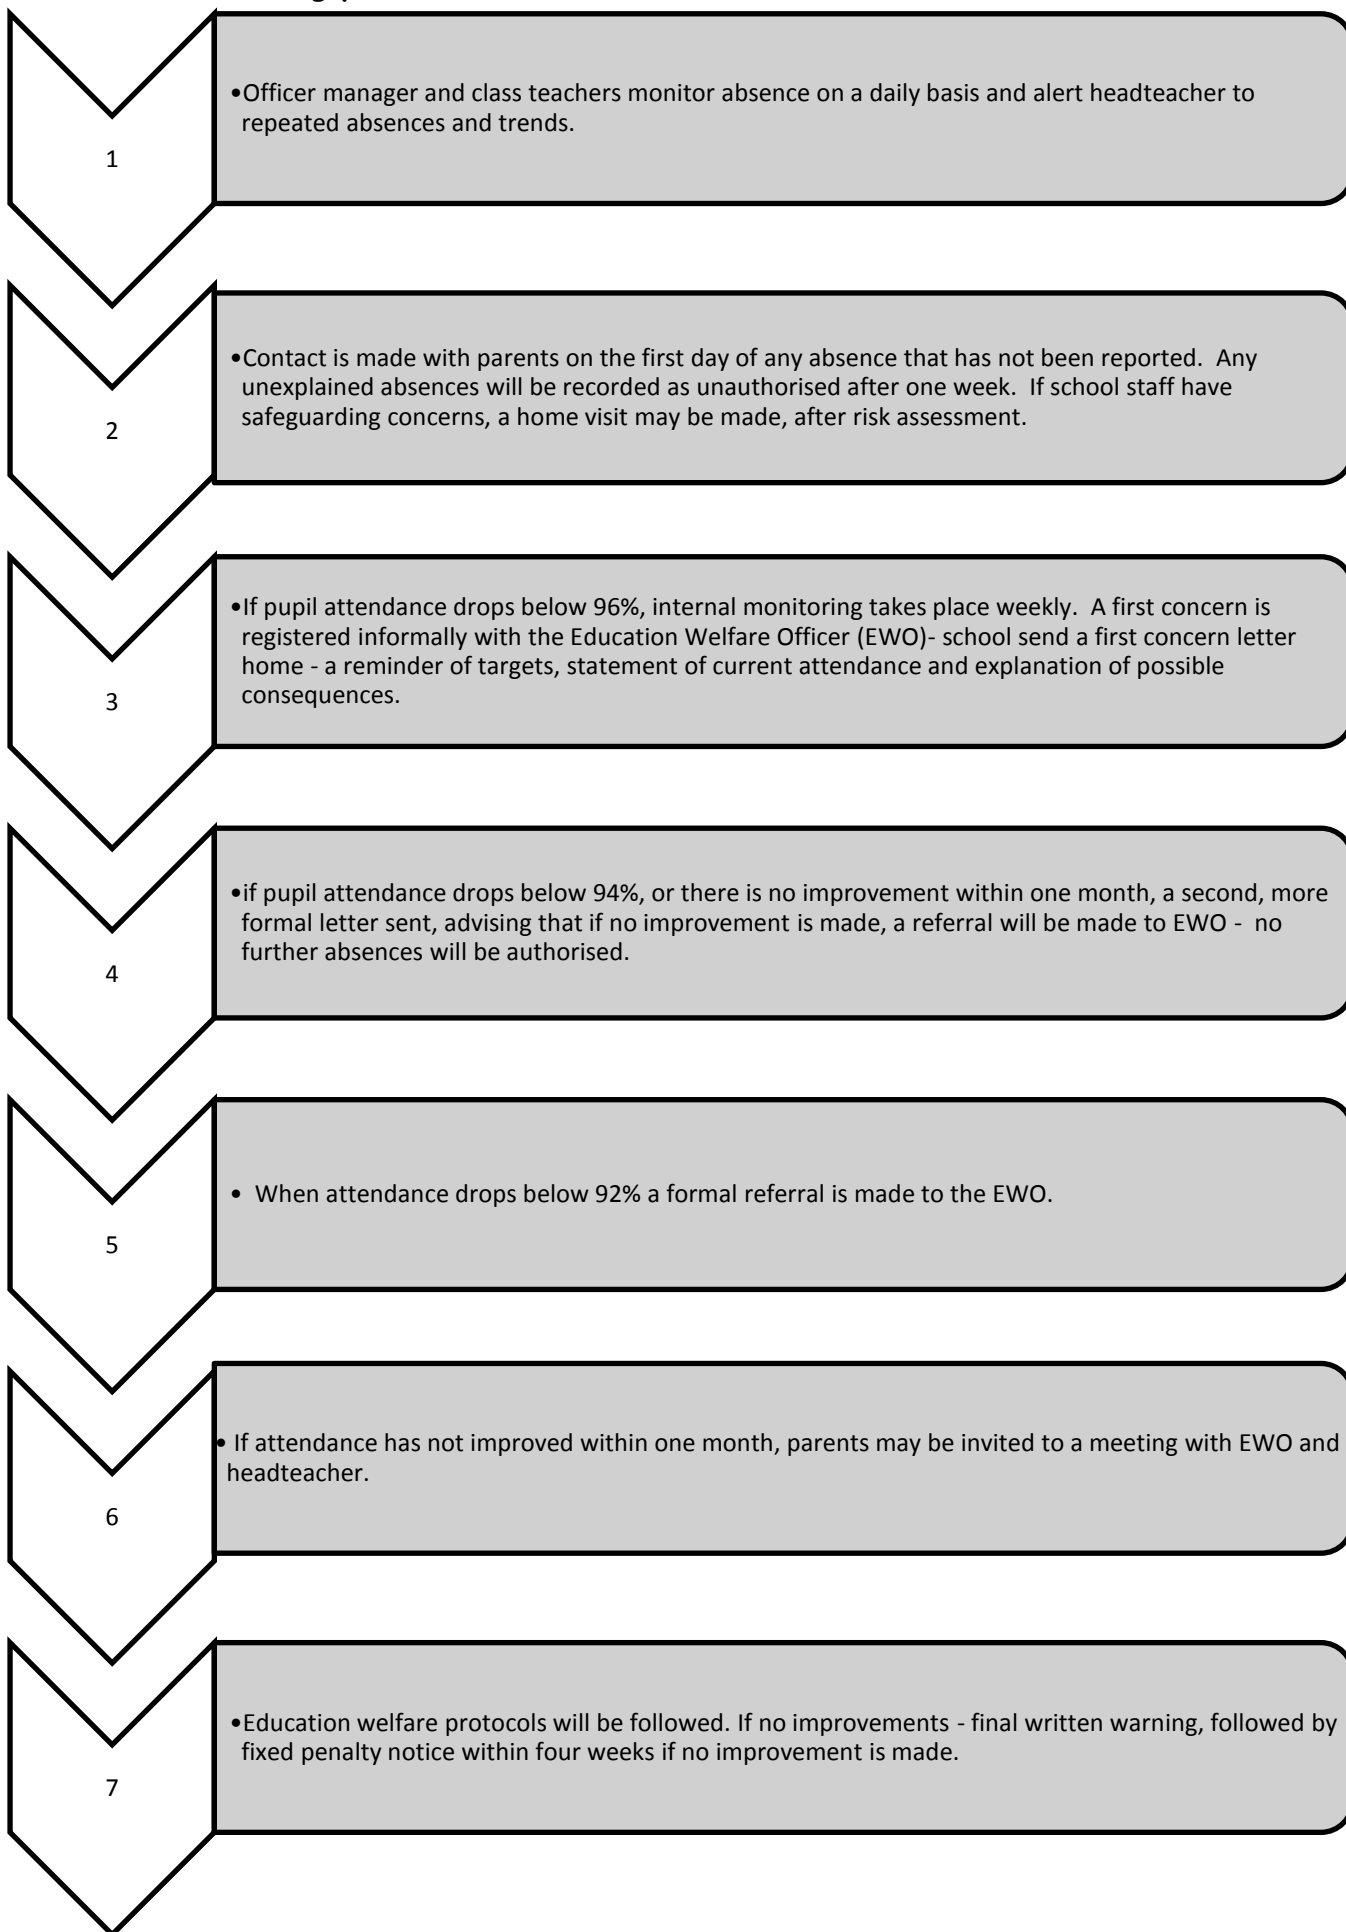 •Officer manager and class teachers monitor absence on a daily basis and alert headteacher to
repeated absences and trends.
1
•Contact is made with parents on the first day of any absence that has not been reported.  Any
unexplained absences will be recorded as unauthorised after one week.  If school staff have
safeguarding concerns, a home visit may be made, after risk assessment.
2
•If pupil attendance drops below 96%, internal monitoring takes place weekly.  A first concern is
registered informally with the Education Welfare Officer (EWO)- school send a first concern letter
home - a reminder of targets, statement of current attendance and explanation of possible
consequences.
3
•if pupil attendance drops below 94%, or there is no improvement within one month, a second, more
formal letter sent, advising that if no improvement is made, a referral will be made to EWO -  no
further absences will be authorised.
4
• When attendance drops below 92% a formal referral is made to the EWO.
5
• If attendance has not improved within one month, parents may be invited to a meeting with EWO and
headteacher.
6
•Education welfare protocols will be followed. If no improvements - final written warning, followed by
fixed penalty notice within four weeks if no improvement is made.
7